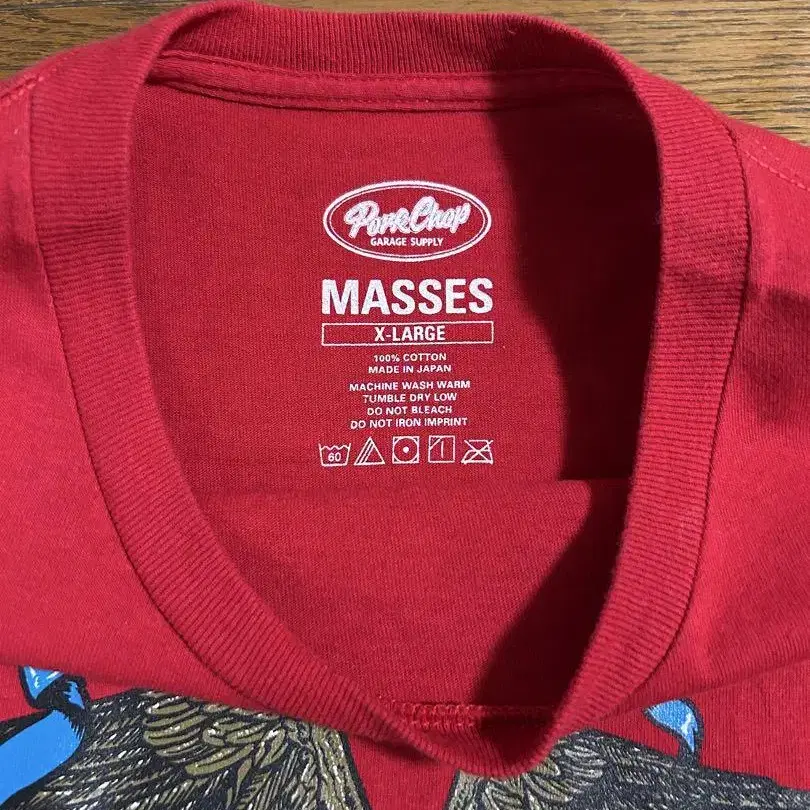 PorkChop
GARAGE SUPPLY
MASSES
X-LARGE
100% COTTON
MADE IN JAPAN
MACHINE WASH WARM
TUMBLE DRY LOW
DO NOT BLEACH
DO NOT IRON IMPRINT
60